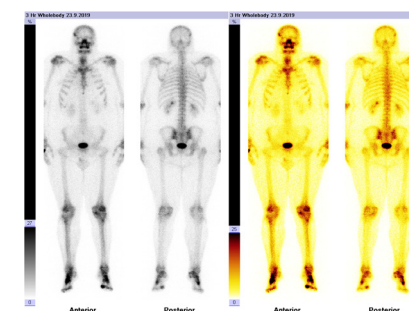 3 Hr Wholebody 23.9.2019
%
27
0
Anterior
Posterior
3 Hr Wholebody 23.9.2019
%
25
0
Anterior
Posterior